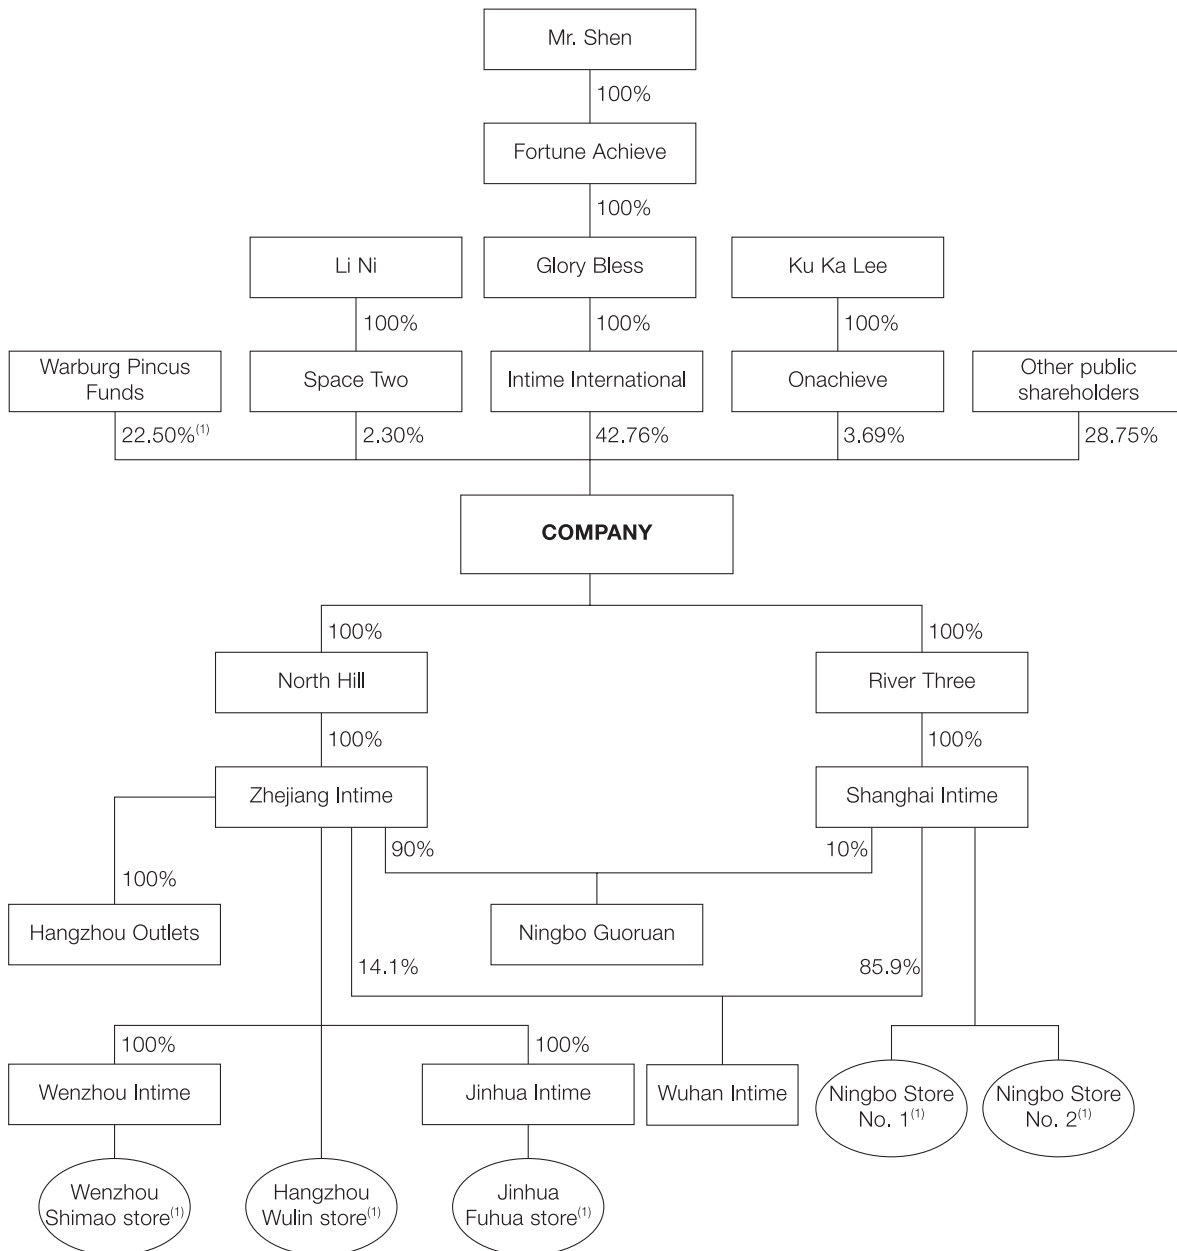 Mr. Shen
100%
Fortune Achieve
100%
Li Ni
Glory Bless
Ku Ka Lee
100%
100%
100%
Warburg Pincus
Funds
Space Two
Intime International
Onachieve
Other public
shareholders
22.50%(1)
2.30%
42.76%
3.69%
28.75%
COMPANY
100%
100%
North Hill
River Three
100%
100%
Zhejiang Intime
Shanghai Intime
90%
10%
100%
Hangzhou Outlets
Ningbo Guoruan
14.1%
85.9%
100%
100%
Wenzhou Intime
Jinhua Intime
Wuhan Intime
Ningbo Store
No. 1(1)
Ningbo Store
No. 2(1)
Wenzhou
Shimao store(1)
Hangzhou
Wulin store(1)
Jinhua
Fuhua store(1)